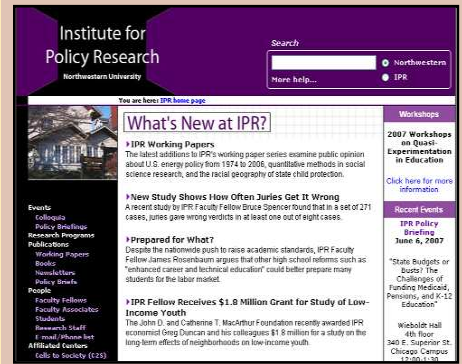 Institute for
Policy Research
Northwestern University
Search
Northwestern
More help...
IPR
You are here: IPR home page
What's New at IPR?
IPR Working Papers
The latest additions to IPR's working paper series examine public opinion
about U.S. energy policy from 1974 to 2006, quantitative methods in social
science research, and the racial geography of state child protection.
New Study Shows How Often Juries Get It Wrong
A recent study by IPR Faculty Fellow Bruce Spencer found that in a set of 271
cases, juries gave wrong verdicts in at least one out of eight cases.
Prepared for What?
Despite the nationwide push to raise academic standards, IPR Faculty
Fellow James Rosenbaum argues that other high school reforms such as
"enhanced career and technical education" could better prepare many
students for the labor market.
IPR Fellow Receives $1.8 Million Grant for Study of Low-
Income Youth
The John D. and Catherine T. MacArthur Foundation recently awarded IPR
economist Greg Duncan and his colleagues $1.8 million for a study on the
long-term effects of neighborhoods on low-income youth.
Events
Colloquia
Policy Briefings
Research Programs
Publications
Working Papers
Books
Newsletters
Policy Briefs
People
Faculty Fellows
Faculty Associates
Students
Research Staff
E-mail/Phone list
Affiliated Centers
Cells to Society (C2S)
Workshops
2007 Workshops
on Quasi-
Experimentation
in Education
Click here for more
information
Recent Events
IPR Policy
Briefing
June 6, 2007
"State Budgets or
Busts? The
Challenges of
Funding Medicaid,
Pensions, and K-12
Education"
Wieboldt Hall
4th floor
340 E. Superior St.
Chicago Campus
12:00-1:30